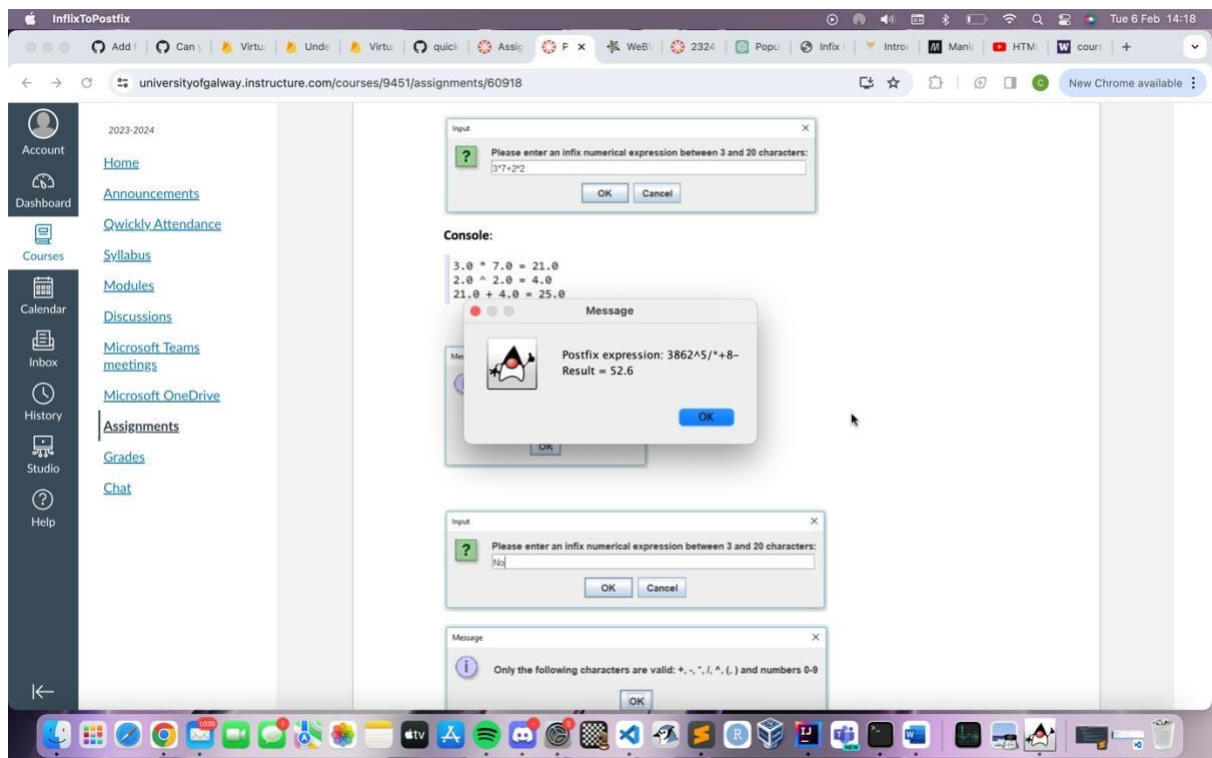 InflixToPostfix
Tue 6 Feb 14:18
Add
Can
Virtu
Unde
Virtu
quick
Assig
P
WeB
2324
Popu
Infix
Intro
Mani
HTM
cour
universityofgalway.instructure.com/courses/9451/assignments/60918
New Chrome available
Account
Dashboard
Courses
Calendar
Inbox
History
Studio
Help
2023-2024
Home
Announcements
Qwickly Attendance
Syllabus
Modules
Discussions
Microsoft Teams
meetings
Microsoft OneDrive
Assignments
Grades
Chat
Input
Please enter an infix numerical expression between 3 and 20 characters:
3*7+2^2
OK Cancel
Console:
3.0 * 7.0 = 21.0
2.0 ^ 2.0 = 4.0
21.0 + 4.0 = 25.0
Message
Postfix expression: 3862^5/*+8-
Result = 52.6
OK
OK
Input
Please enter an infix numerical expression between 3 and 20 characters:
No
OK Cancel
Message
Only the following characters are valid: +, -, *, /, ^, (, ) and numbers 0-9
OK
1,035
1
tv
2